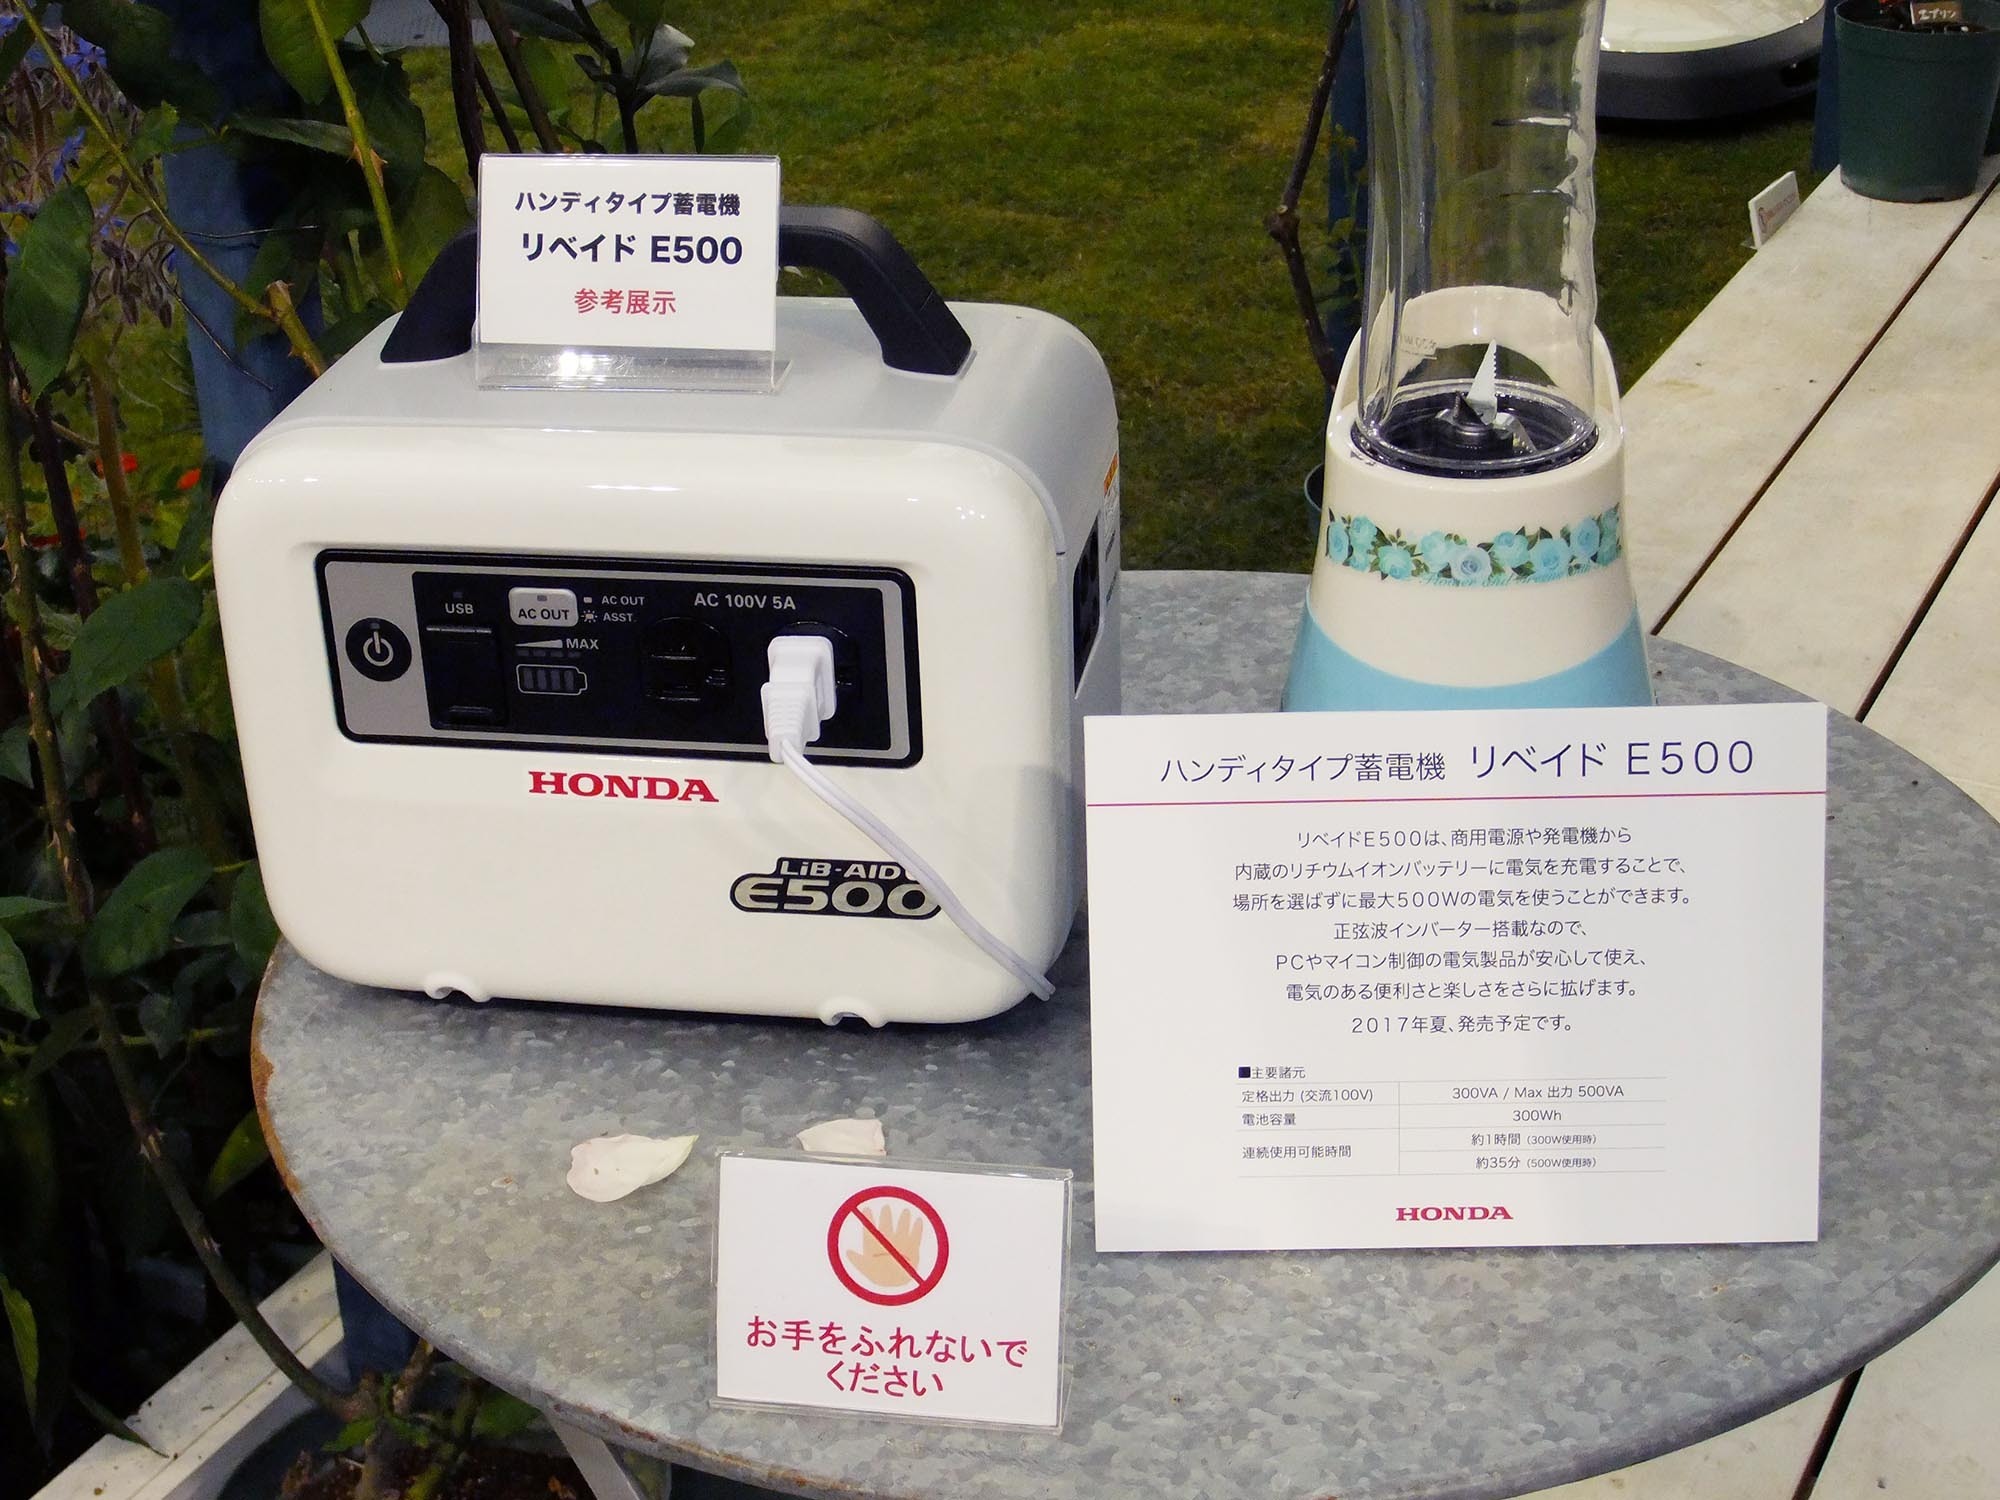 ハンディタイプ蓄電機
リベイド E500
参考展示
エブリン
USB
AC OUT
AC OUT
ASST.
MAX
AC 100V 5A
HONDA
LiB-AID
E500
Flower and
ハンディタイプ蓄電機 リベイド E500
リベイドE500は、商用電源や発電機から
内蔵のリチウムイオンバッテリーに電気を充電することで、
場所を選ばずに最大500Wの電気を使うことができます。
正弦波インバーター搭載なので、
PCやマイコン制御の電気製品が安心して使え、
電気のある便利さと楽しさをさらに拡げます。
2017年夏、発売予定です。
■主要諸元
定格出力 (交流100V) 300VA / Max 出力 500VA
電池容量 300Wh
連続使用可能時間 約1時間 (300W使用時)
約35分 (500W使用時)
HONDA
お手をふれないで
ください